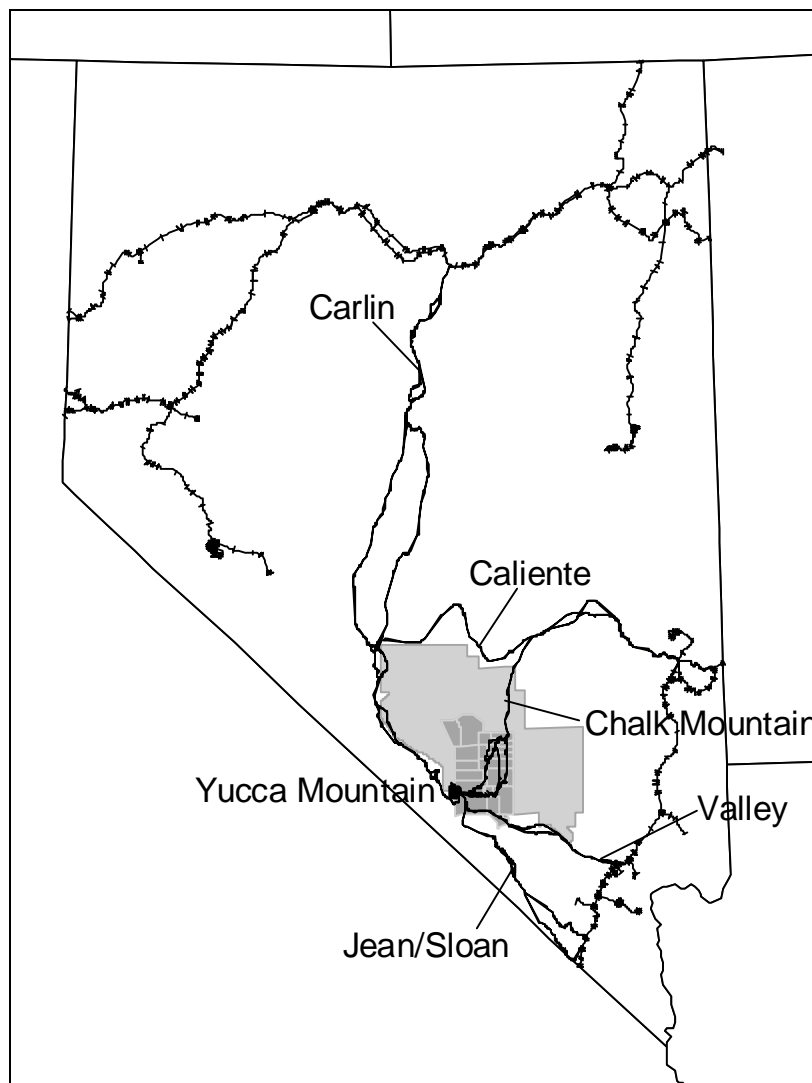 Carlin
Caliente
Chalk Mountain
Yucca Mountain
Valley
Jean/Sloan